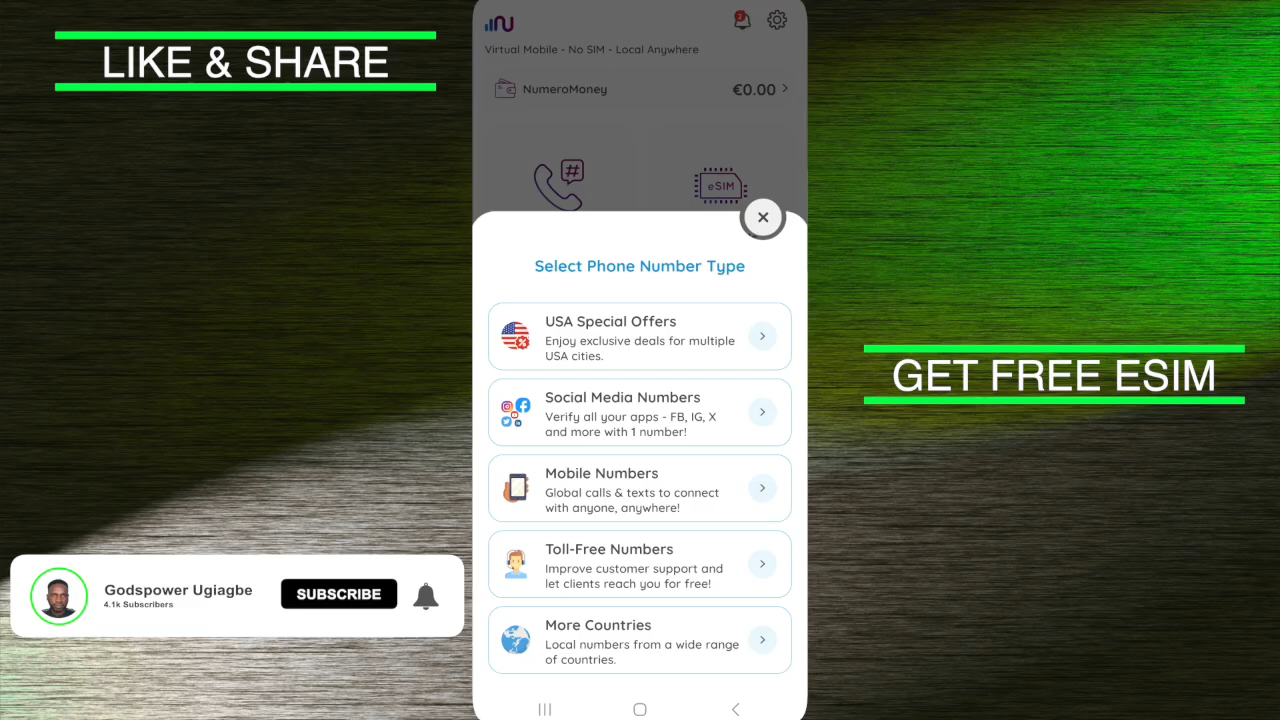 LIKE & SHARE
2
Virtual Mobile - No SIM - Local Anywhere
NumeroMoney
€0.00
#
eSIM
Select Phone Number Type
USA Special Offers
Enjoy exclusive deals for multiple
USA cities.
Social Media Numbers
Verify all your apps - FB, IG, X
and more with 1 number!
Mobile Numbers
Global calls & texts to connect
with anyone, anywhere!
Toll-Free Numbers
Improve customer support and
let clients reach you for free!
More Countries
Local numbers from a wide range
of countries.
GET FREE ESIM
Godspower Ugiagbe
4.1k Subscribers
SUBSCRIBE